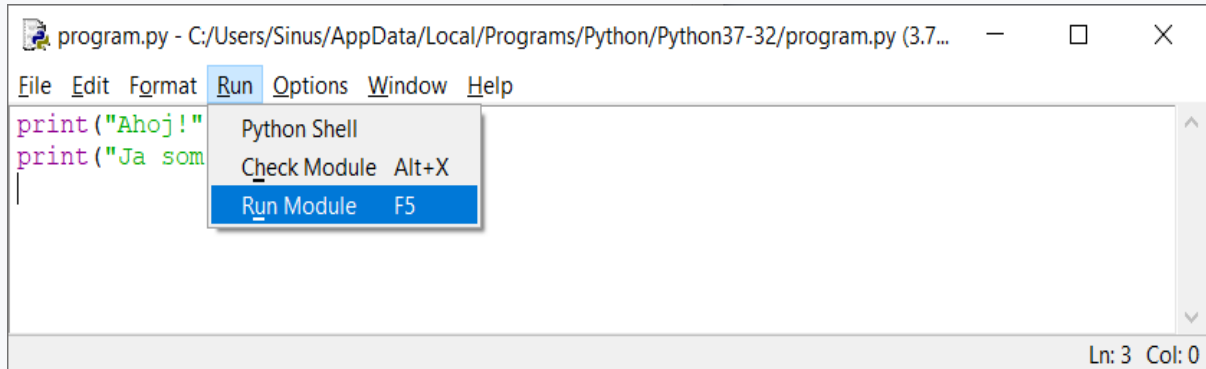 program.py - C:/Users/Sinus/AppData/Local/Programs/Python/Python37-32/program.py (3.7...
File Edit Format Run Options Window Help
print("Ahoj!"
print("Ja som
Python Shell
Check Module Alt+X
Run Module F5
Ln: 3 Col: 0